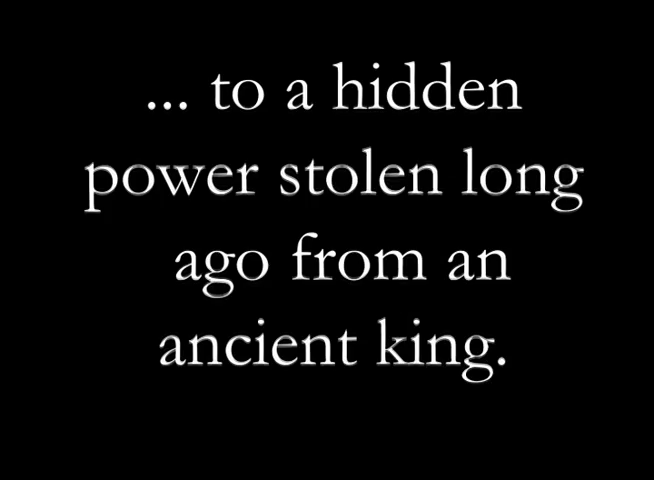 ... to a hidden
power stolen long
ago from an
ancient king.